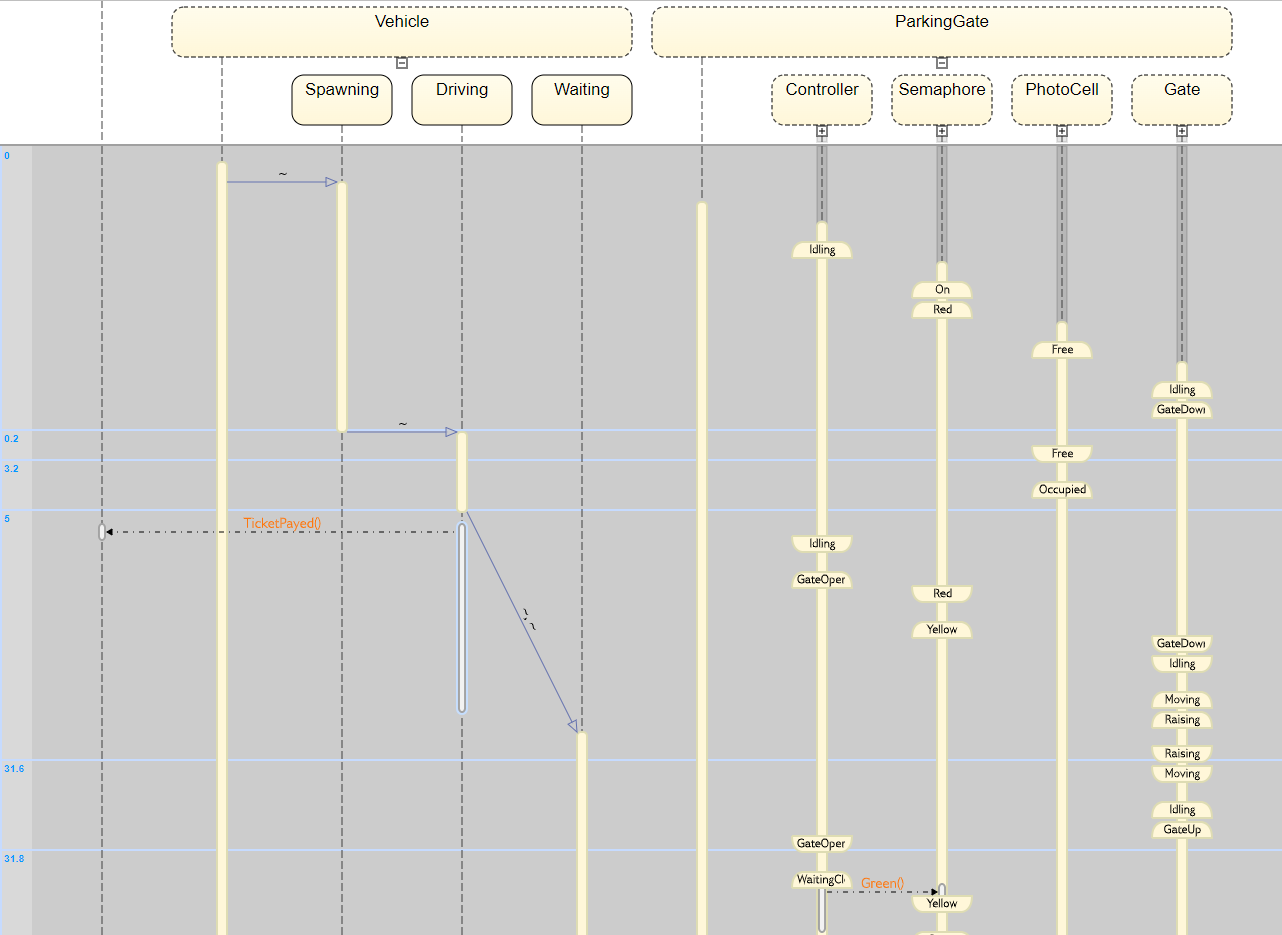 Vehicle
ParkingGate
Spawning
Driving
Waiting
Controller
Semaphore
PhotoCell
Gate
0
~
Idling
On
Red
Free
Idling
GateDowr
~
0.2
Free
3.2
Occupied
5
TicketPayed()
Idling
GateOper
Red
~
~
Yellow
GateDowr
Idling
Moving
Raising
Raising
31.6
Moving
Idling
GateUp
GateOper
31.8
WaitingCl
Green()
Yellow